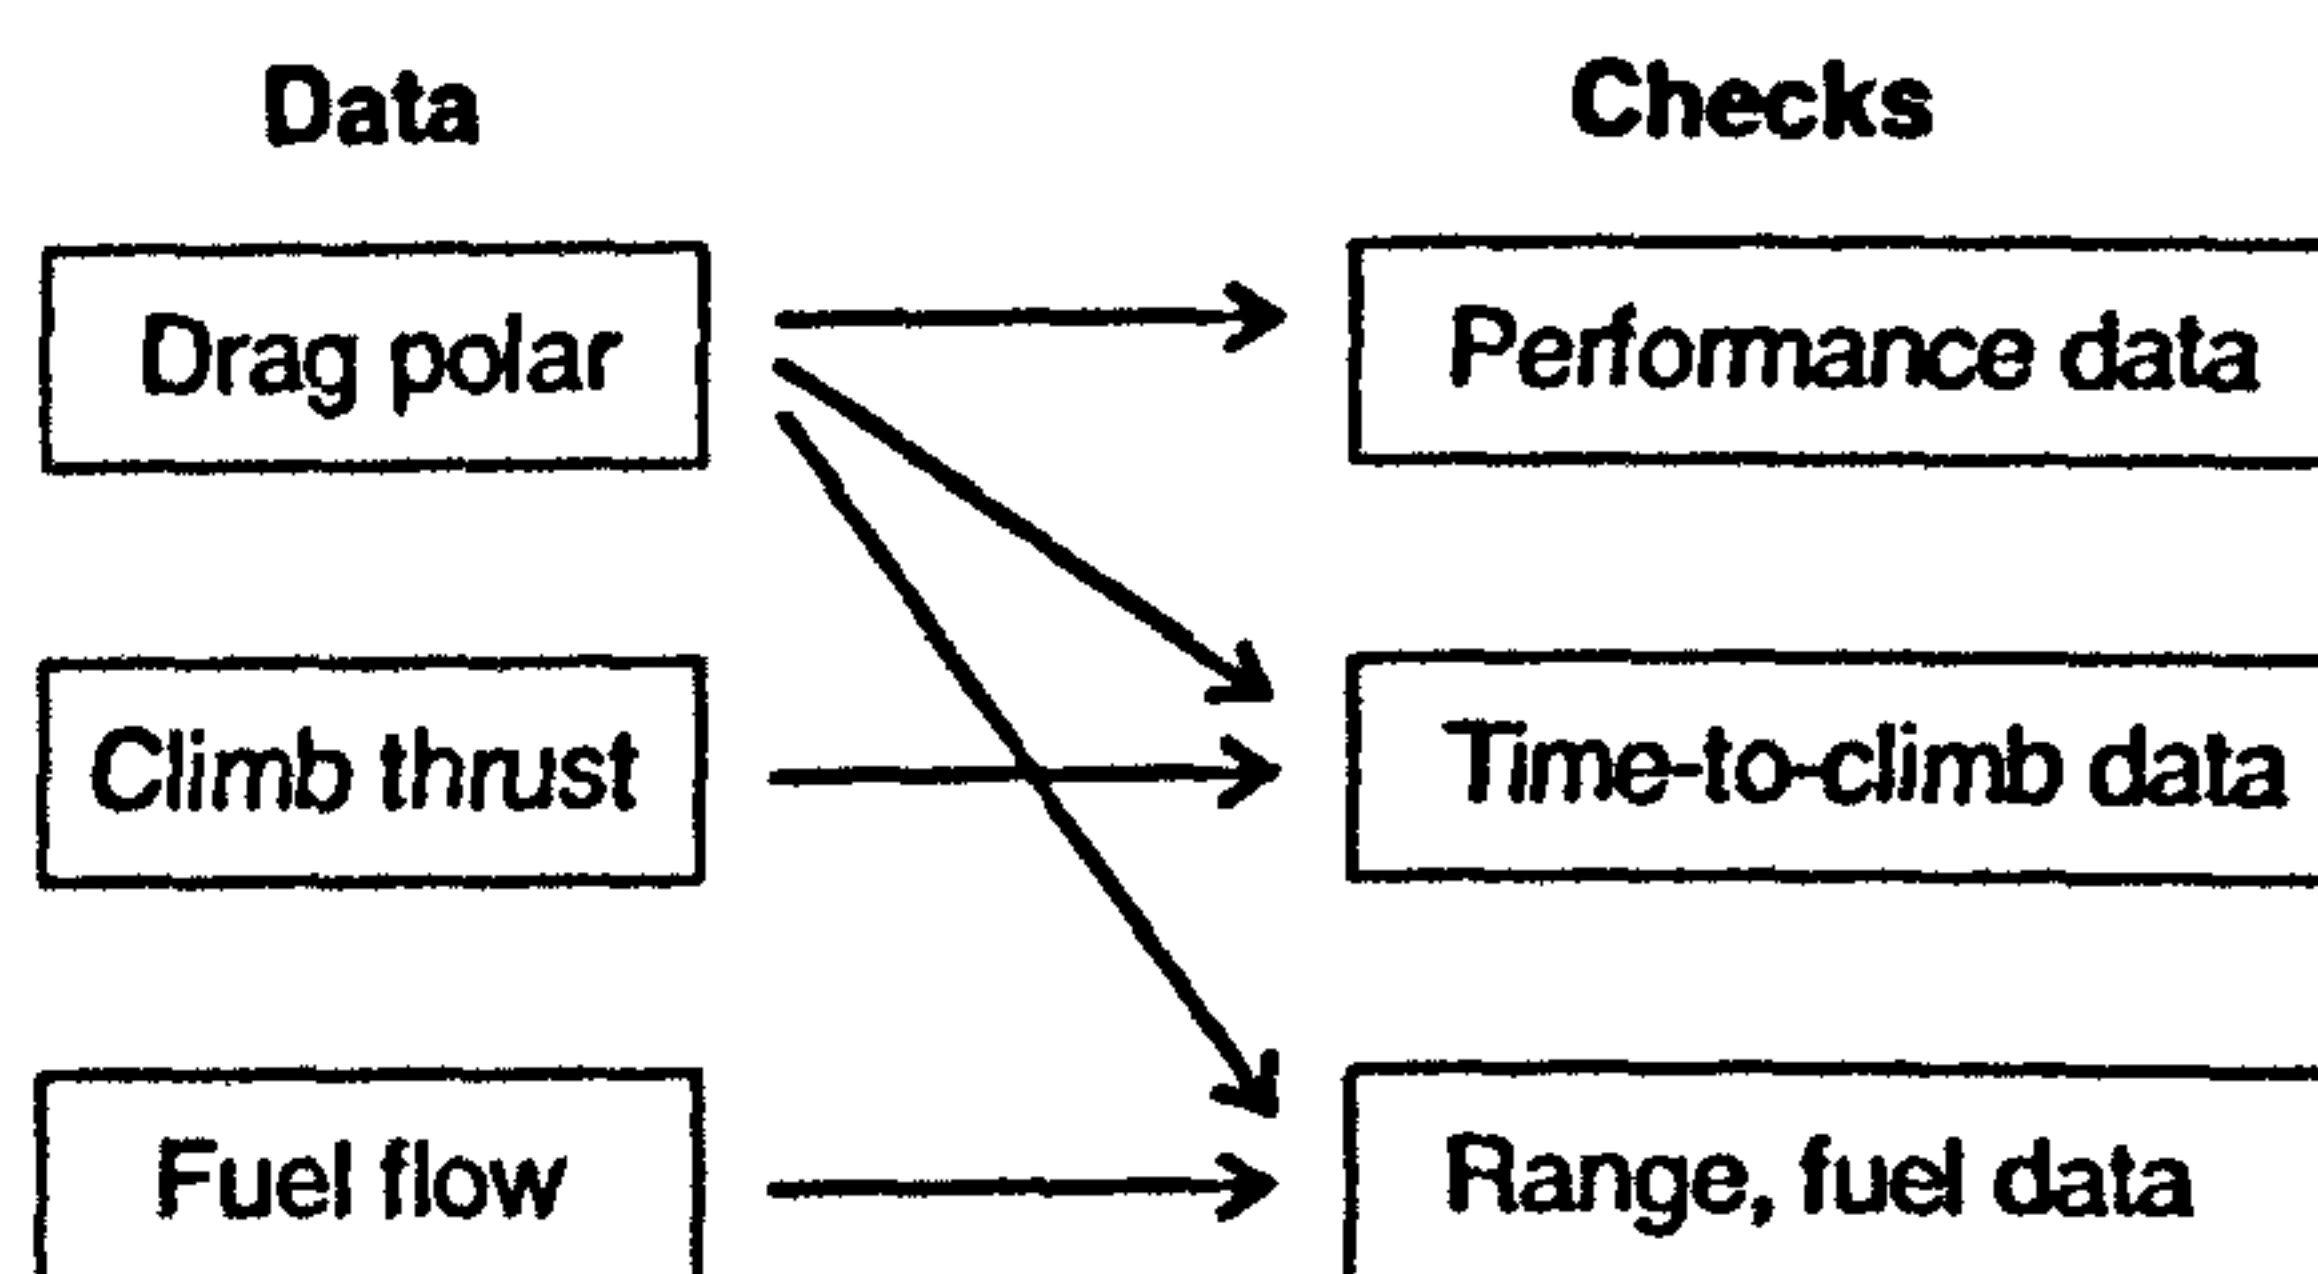 Data
Checks
Drag polar
Performance data
Climb thrust
Time-to-climb data
Fuel flow
Range, fuel data